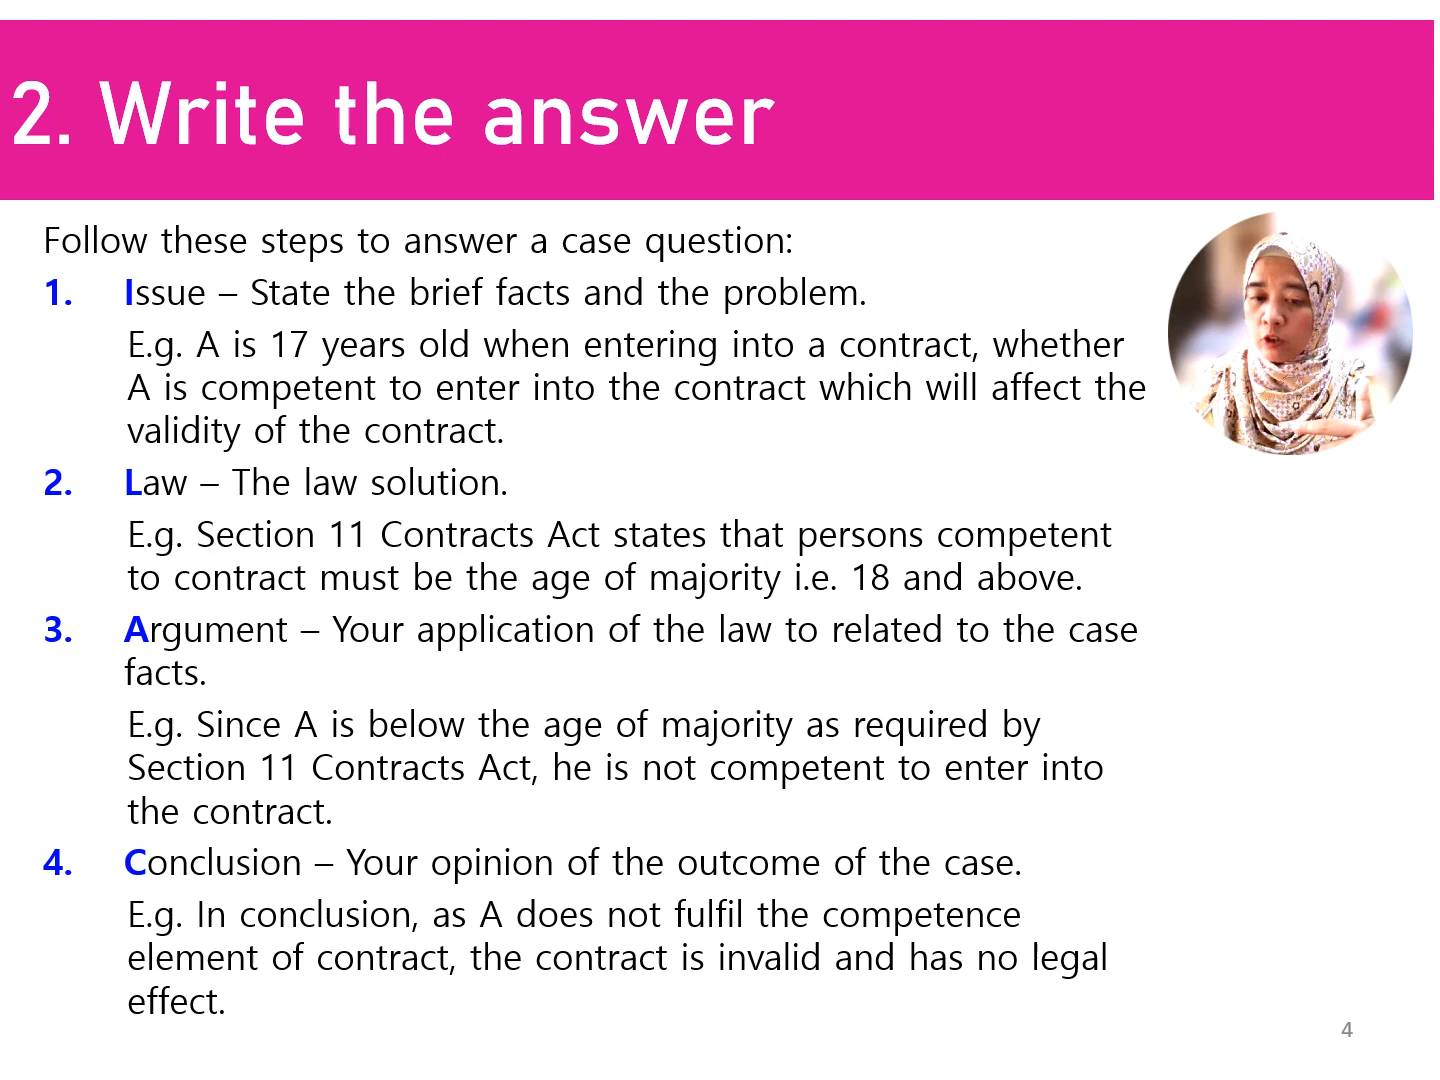 2. Write the answer
Follow these steps to answer a case question:
1. Issue – State the brief facts and the problem.
E.g. A is 17 years old when entering into a contract, whether
A is competent to enter into the contract which will affect the
validity of the contract.
2. Law – The law solution.
E.g. Section 11 Contracts Act states that persons competent
to contract must be the age of majority i.e. 18 and above.
3. Argument – Your application of the law to related to the case
facts.
E.g. Since A is below the age of majority as required by
Section 11 Contracts Act, he is not competent to enter into
the contract.
4. Conclusion – Your opinion of the outcome of the case.
E.g. In conclusion, as A does not fulfil the competence
element of contract, the contract is invalid and has no legal
effect.
4